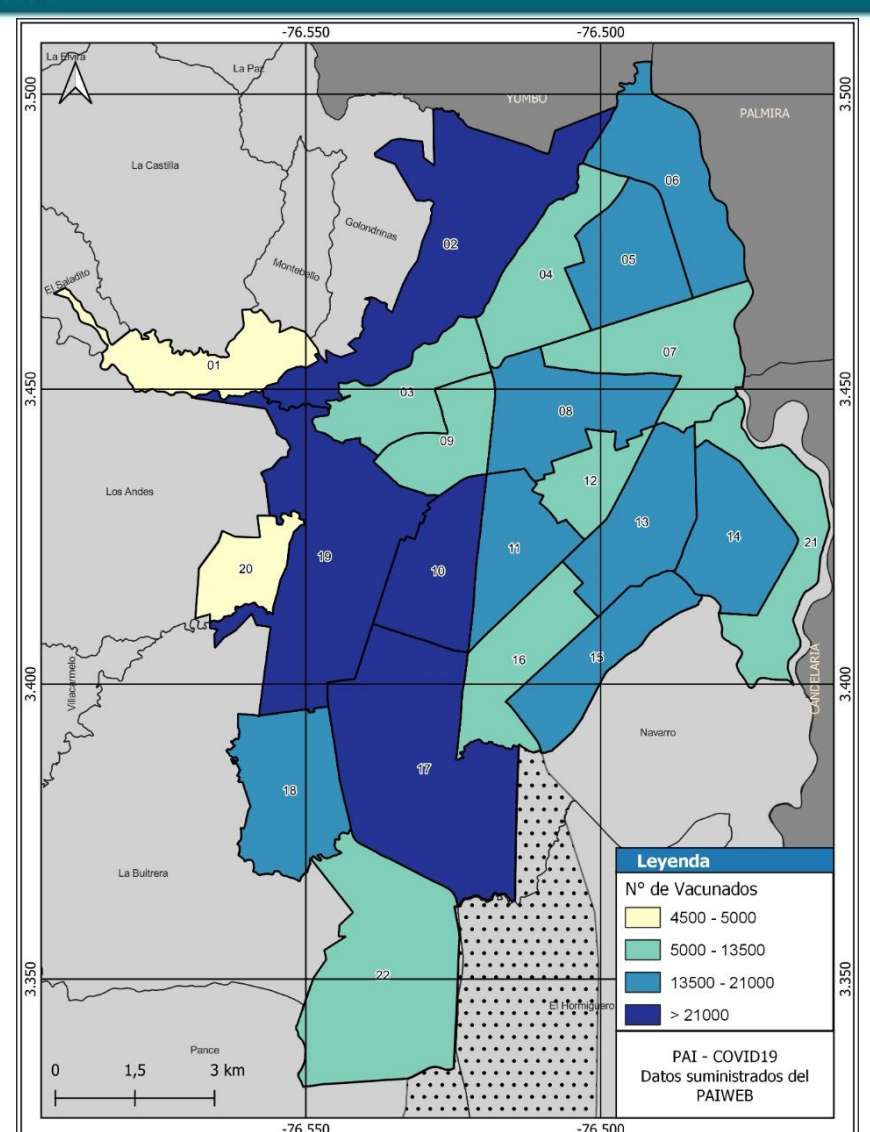 -76.550
-76.500
La Elvira
La Paz
3.500
3.500
YUMBO
PALMIRA
La Castilla
06
Golondrinas
02
05
04
Montebello
El Saladito
01
07
3.450
3.450
03
08
09
12
Los Andes
13
14
21
19
11
20
10
16
15
Villacarmelo
CANDELARIA
3.400
3.400
Navarro
17
18
La Buitrera
22
3.350
3.350
El Hormiguero
Pance
Leyenda
N° de Vacunados
4500 - 5000
5000 - 13500
13500 - 21000
> 21000
PAI - COVID19
Datos suministrados del
PAIWEB
0 1,5 3 km
-76.550
-76.500